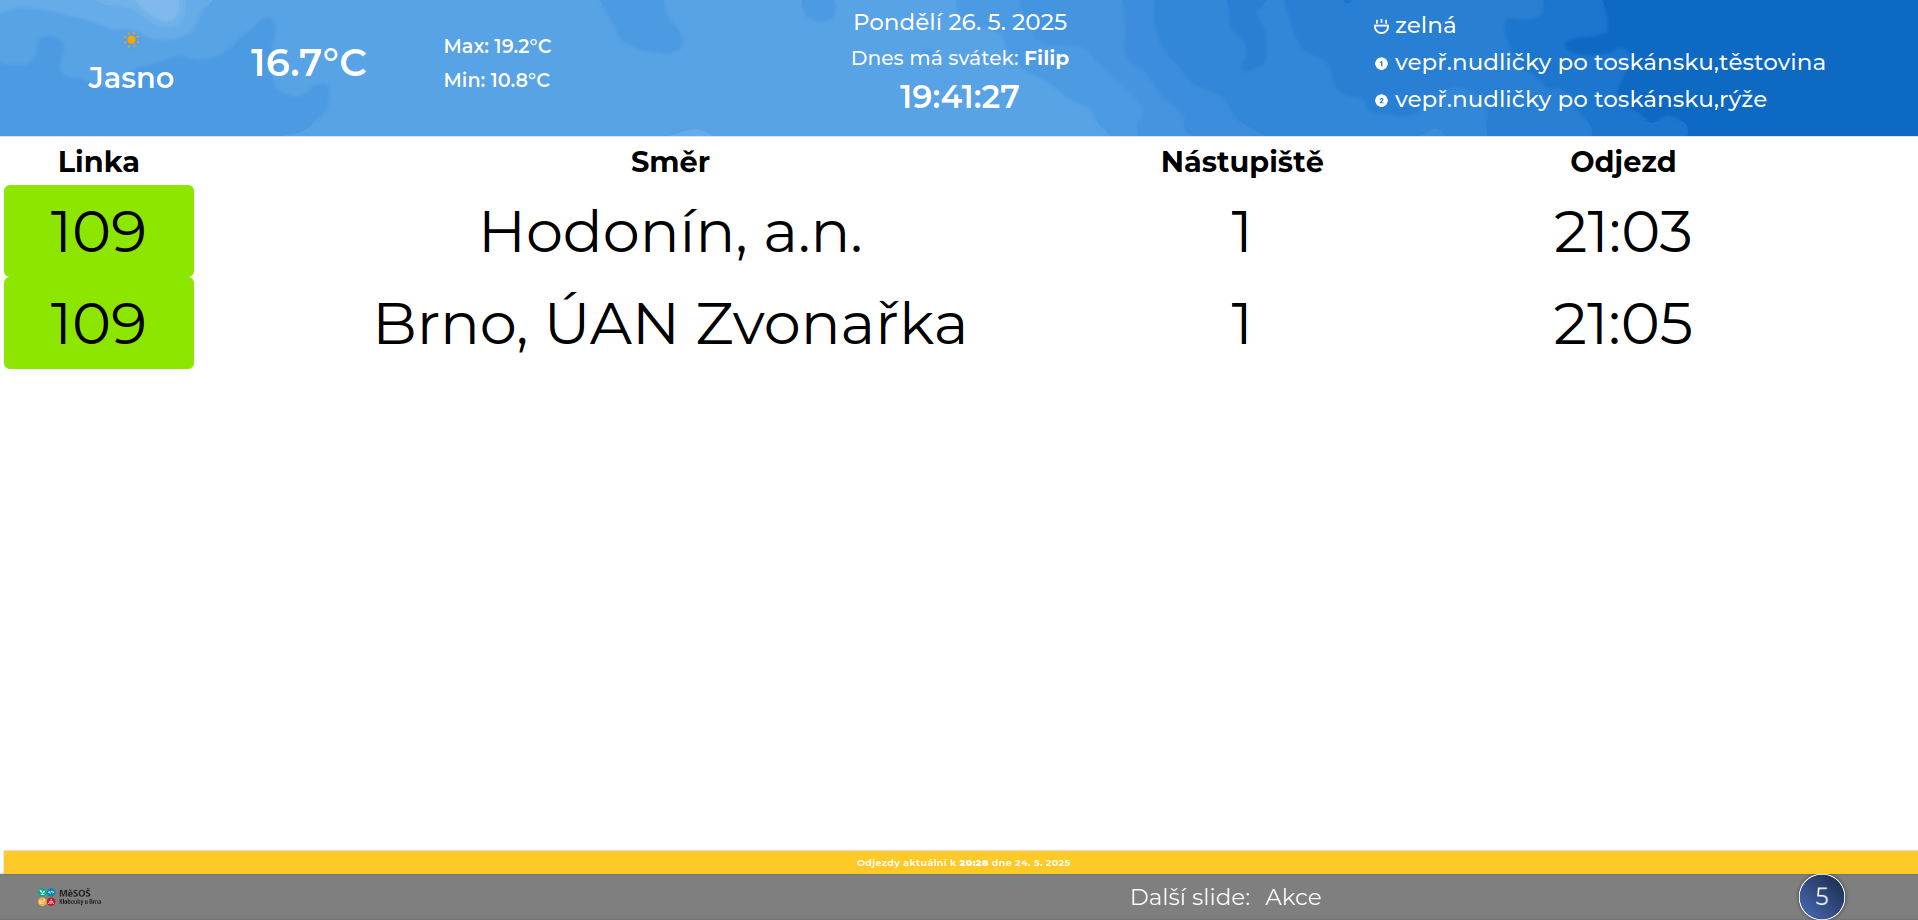 Jasno
16.7°C
Max: 19.2°C
Min: 10.8°C
Pondělí 26. 5. 2025
Dnes má svátek: Filip
19:41:27
zelná
1 vepř.nudličky po toskánsku,těstovina
2 vepř.nudličky po toskánsku,rýže
Linka Směr Nástupiště Odjezd
109 Hodonín, a.n. 1 21:03
109 Brno, ÚAN Zvonařka 1 21:05
Odjezdy aktuální k 20:28 dne 24. 5. 2025
MěSOŠ
Klobouky u Brna
Další slide: Akce
5